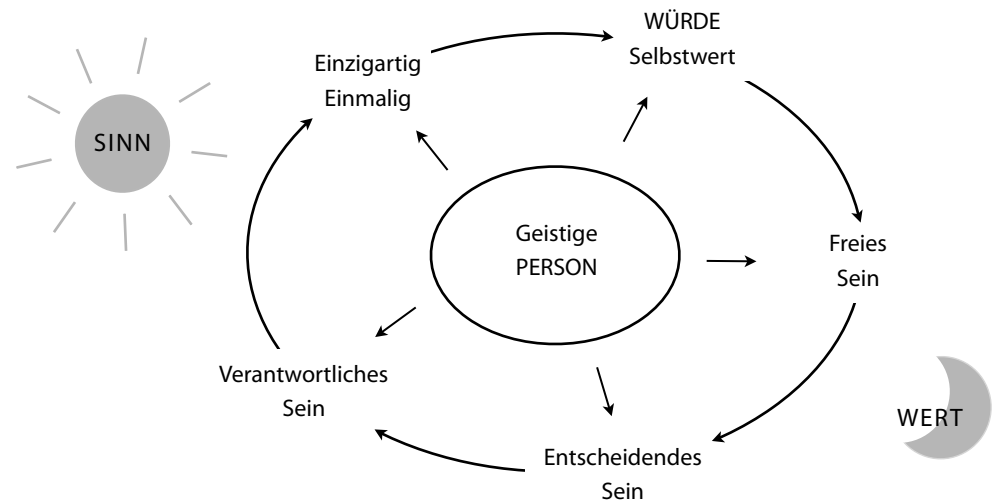 WÜRDE
Selbstwert
Einzigartig
Einmalig
SINN
Geistige
PERSON
Freies
Sein
Verantwortliches
Sein
WERT
Entscheidendes
Sein